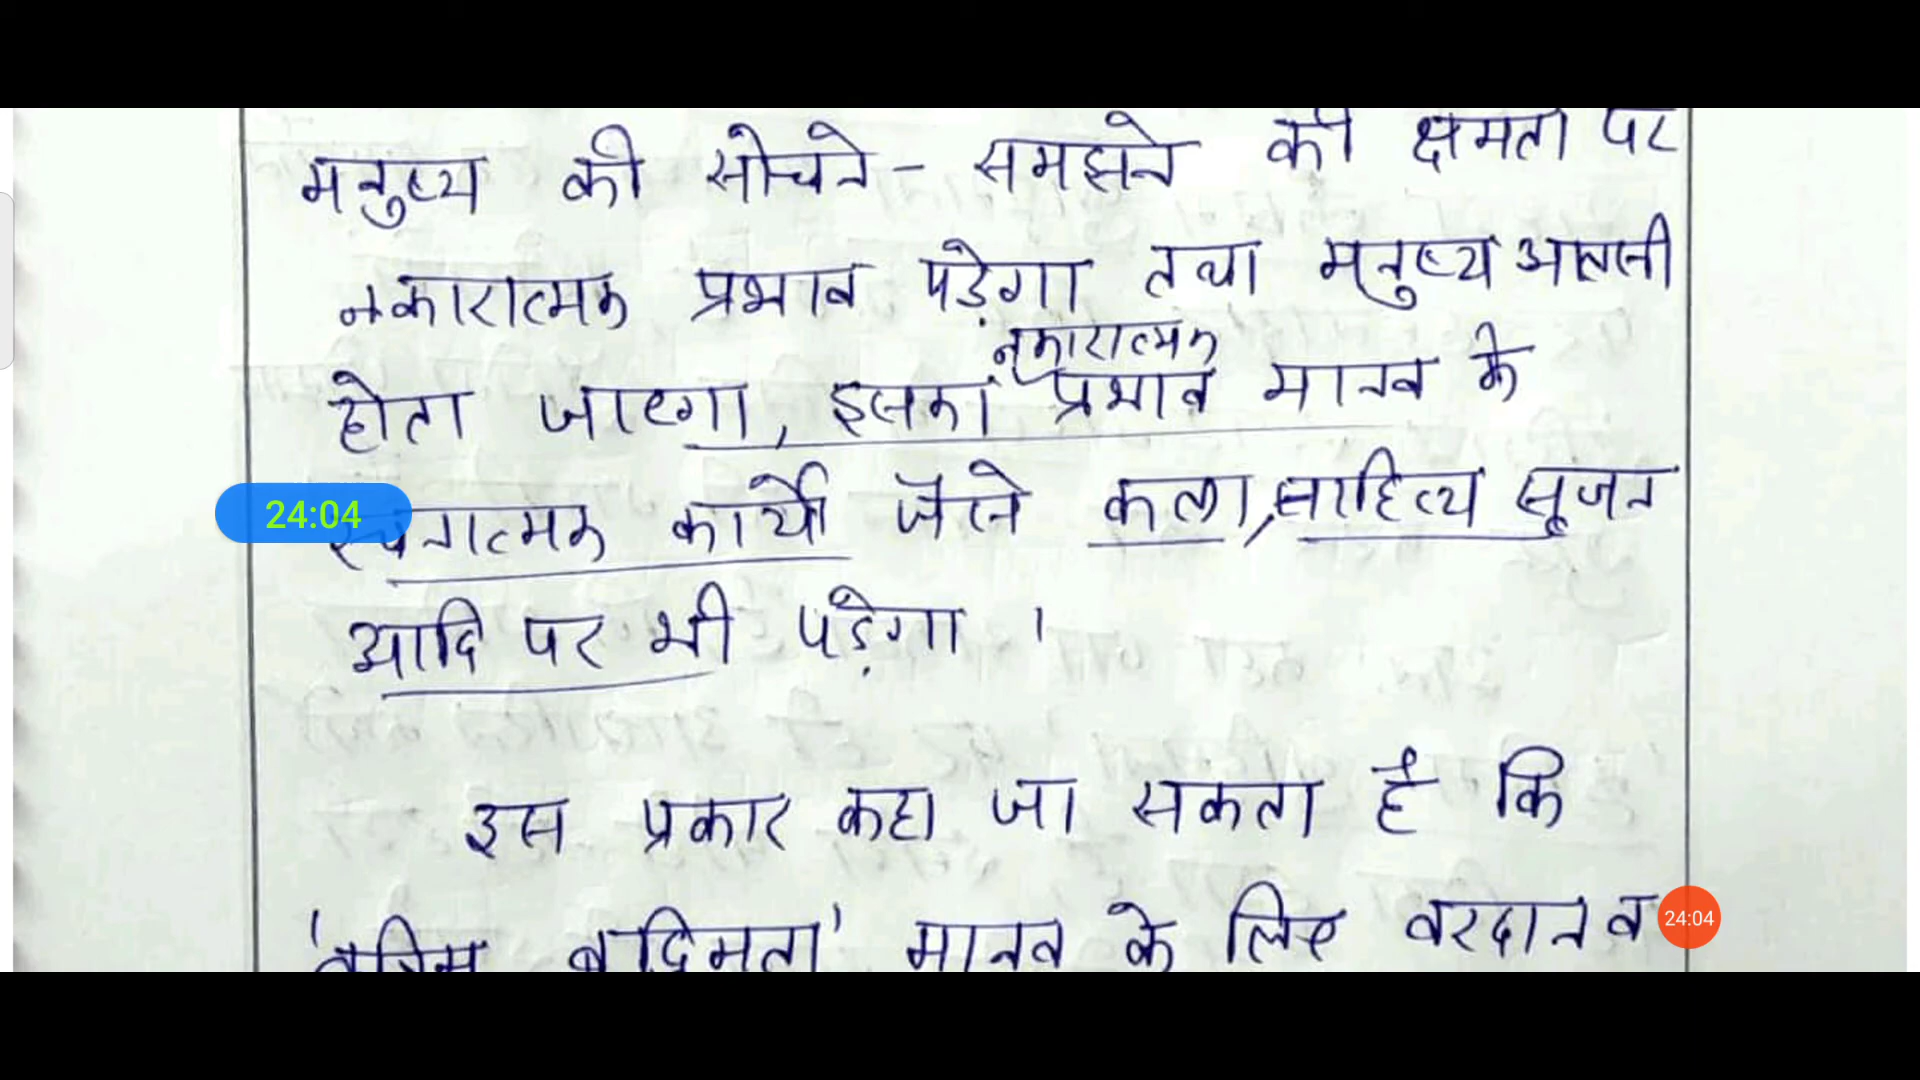 मनुष्य की सोचने - समझने की क्षमता पर
नकारात्मक प्रभाव पड़ेगा तथा मनुष्य आलसी
नकारात्मक
होता जाएगा, इसका प्रभाव मानव के
24:04
रचनात्मक कार्यों जैसे कला, साहित्य सृजन
आदि पर भी पड़ेगा ।
इस प्रकार कहा जा सकता है कि
'कृत्रिम बुद्धिमता' मानव के लिए वरदान व
24:04